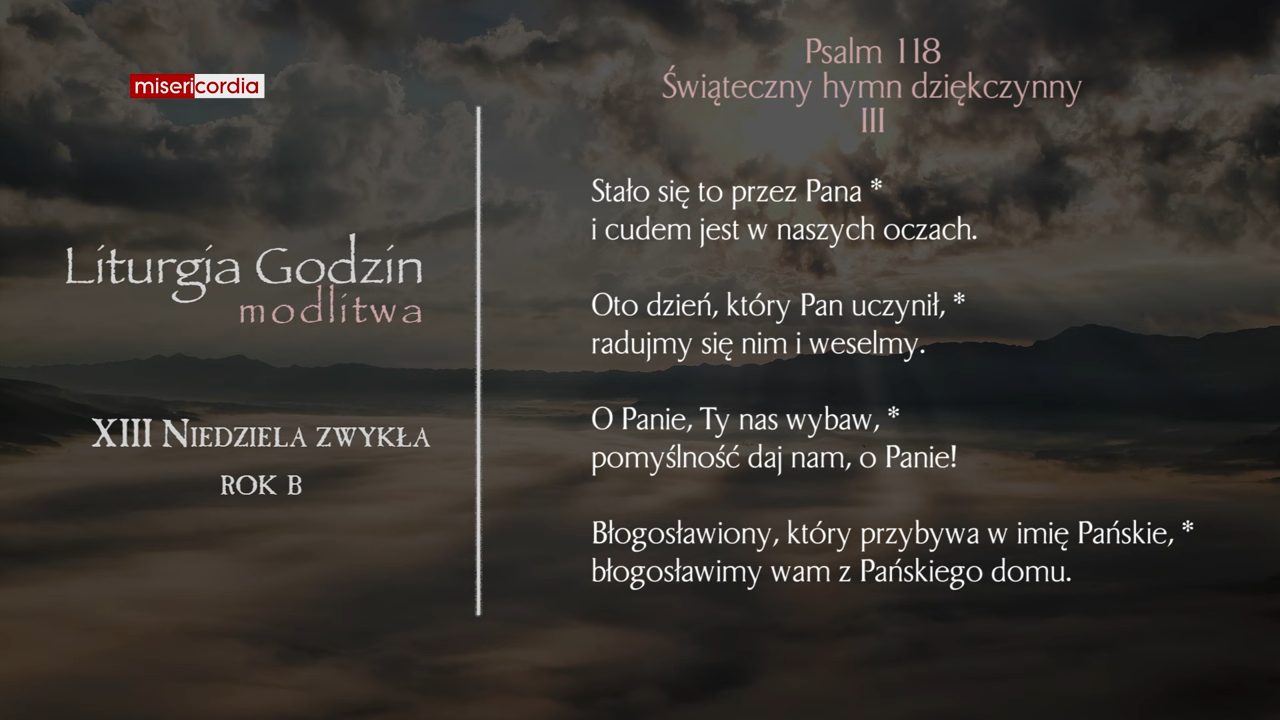 misericordia
Liturgia Godzin
modlitwa
XIII Niedziela zwykła
rok B
Psalm 118
Świąteczny hymn dziękczynny
III
Stało się to przez Pana *
i cudem jest w naszych oczach.
Oto dzień, który Pan uczynił, *
radujmy się nim i weselmy.
O Panie, Ty nas wybaw, *
pomyślność daj nam, o Panie!
Błogosławiony, który przybywa w imię Pańskie, *
błogosławimy wam z Pańskiego domu.